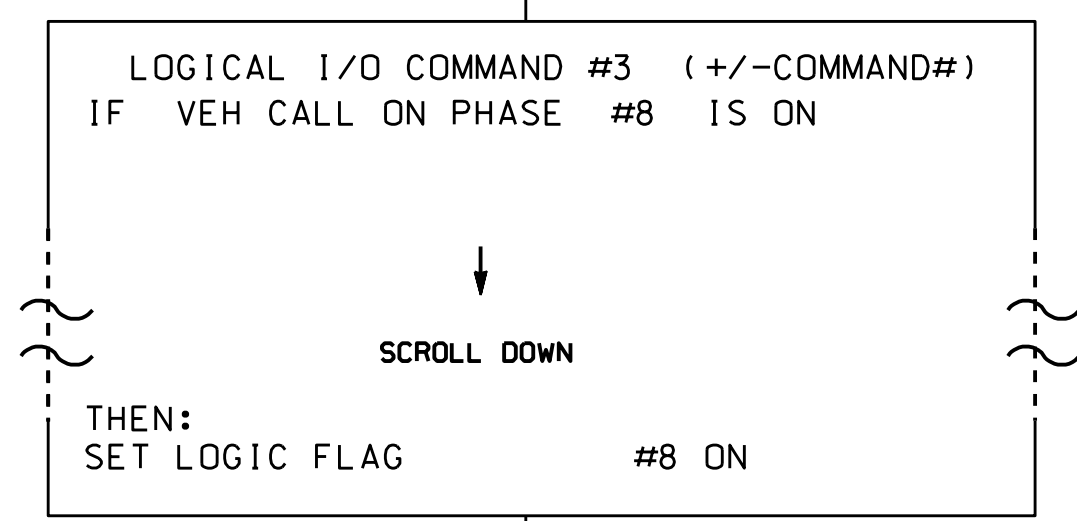 LOGICAL I/O COMMAND #3 (+/-COMMAND#)
IF VEH CALL ON PHASE #8 IS ON
SCROLL DOWN
THEN:
SET LOGIC FLAG #8 ON